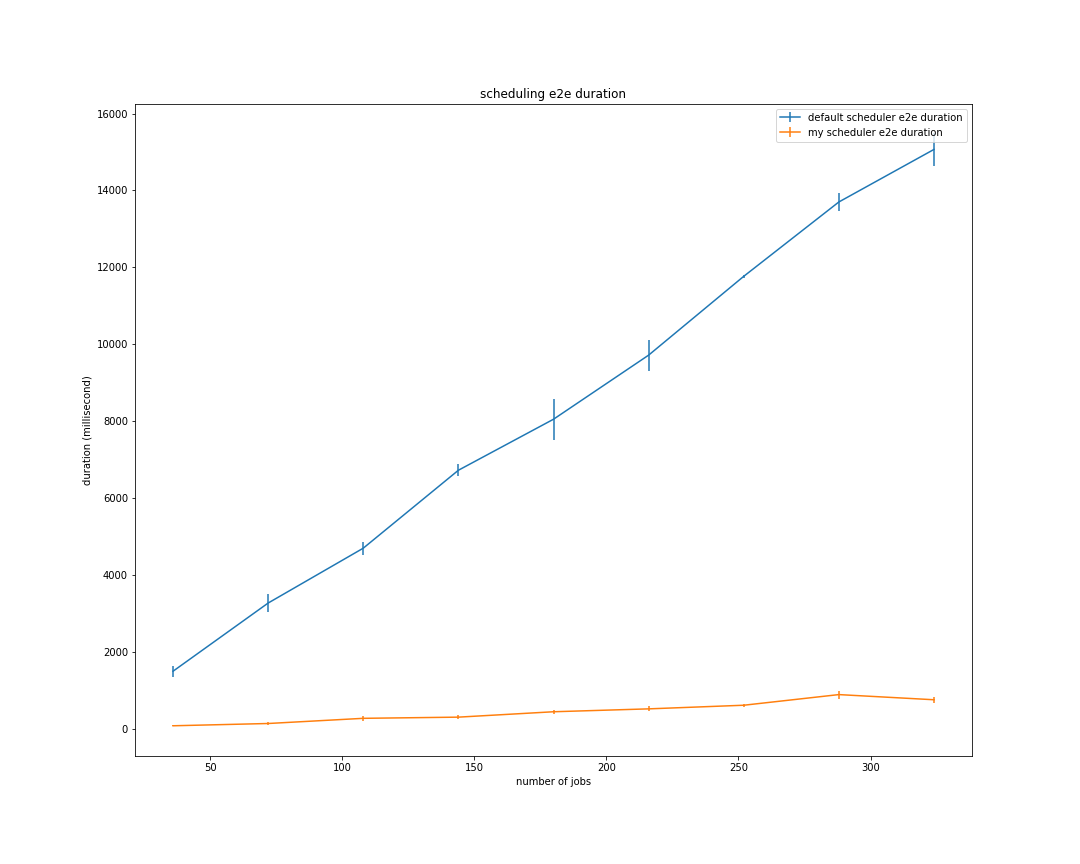 scheduling e2e duration
default scheduler e2e duration
my scheduler e2e duration
16000
14000
12000
10000
8000
6000
4000
2000
0
duration (millisecond)
50 100 150 200 250 300
number of jobs